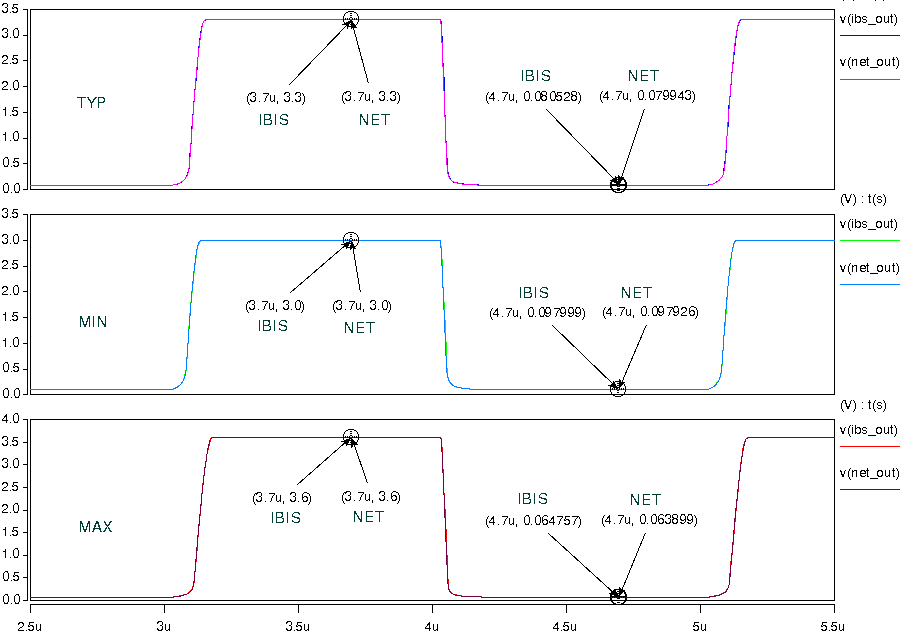 3.5
v(ibs_out)
3.0
v(net_out)
2.5
IBIS NET
2.0
(3.7u, 3.3) (3.7u, 3.3) (4.7u, 0.080528) (4.7u, 0.079943)
TYP
1.5
IBIS NET
1.0
0.5
0.0
(V) : t(s)
3.5
v(ibs_out)
3.0
v(net_out)
2.5
IBIS NET
2.0
(3.7u, 3.0) (3.7u, 3.0) (4.7u, 0.097999) (4.7u, 0.097926)
MIN
1.5
IBIS NET
1.0
0.5
0.0
(V) : t(s)
4.0
v(ibs_out)
3.5
3.0
v(net_out)
2.5
(3.7u, 3.6) (3.7u, 3.6) IBIS NET
2.0
IBIS NET (4.7u, 0.064757) (4.7u, 0.063899)
MAX
1.5
1.0
0.5
0.0
2.5u 3u 3.5u 4u 4.5u 5u 5.5u